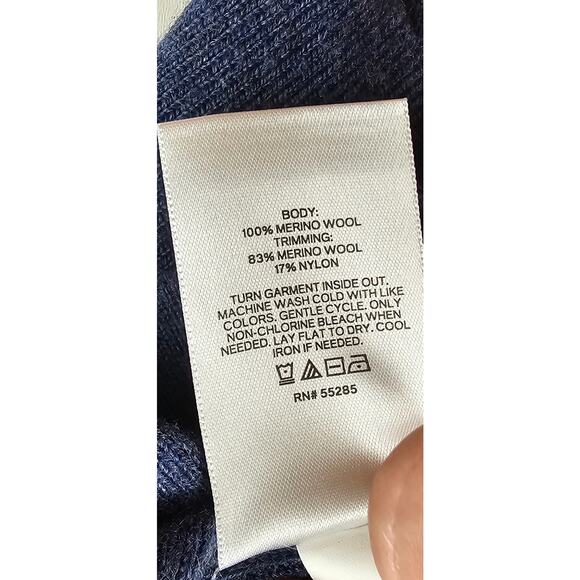 BODY:
100% MERINO WOOL
TRIMMING:
83% MERINO WOOL
17% NYLON
TURN GARMENT INSIDE OUT.
MACHINE WASH COLD WITH LIKE
COLORS. GENTLE CYCLE. ONLY
NON-CHLORINE BLEACH WHEN
NEEDED. LAY FLAT TO DRY. COOL
IRON IF NEEDED.
RN# 55285